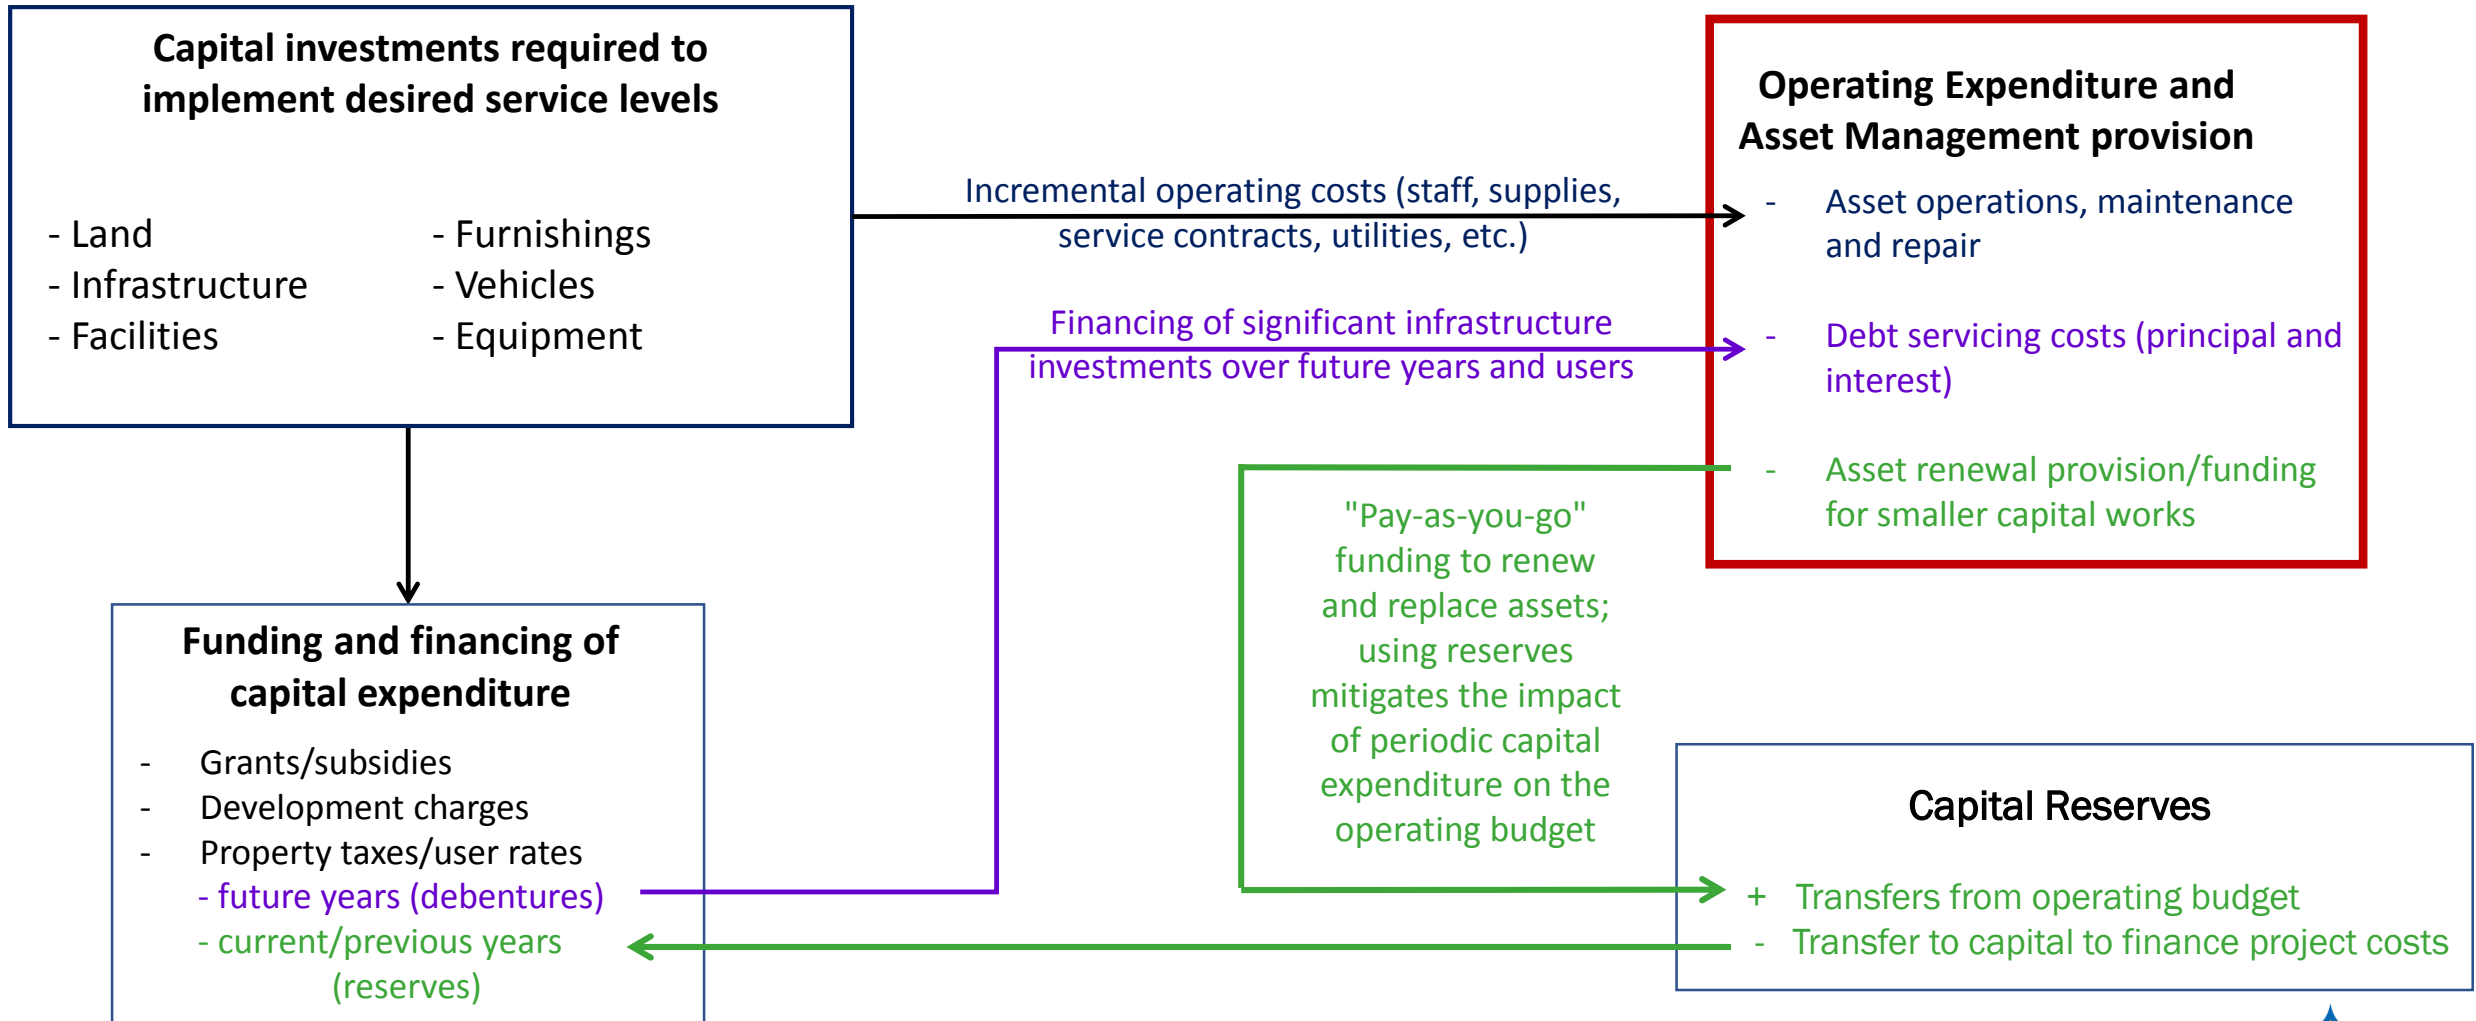 Capital investments required to
implement desired service levels
- Land
- Infrastructure
- Facilities
- Furnishings
- Vehicles
- Equipment
Incremental operating costs (staff, supplies,
service contracts, utilities, etc.)
Financing of significant infrastructure
investments over future years and users
Operating Expenditure and
Asset Management provision
- Asset operations, maintenance
and repair
- Debt servicing costs (principal and
interest)
- Asset renewal provision/funding
for smaller capital works
"Pay-as-you-go"
funding to renew
and replace assets;
using reserves
mitigates the impact
of periodic capital
expenditure on the
operating budget
Funding and financing of
capital expenditure
- Grants/subsidies
- Development charges
- Property taxes/user rates
- future years (debentures)
- current/previous years
(reserves)
Capital Reserves
+ Transfers from operating budget
- Transfer to capital to finance project costs